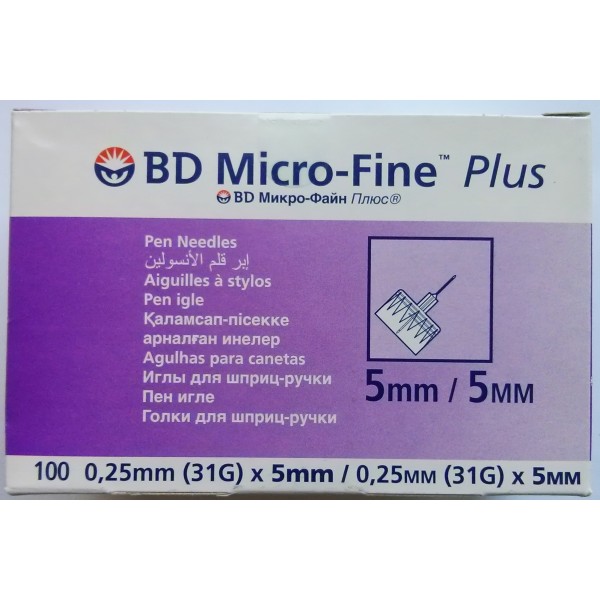 BD Micro-Fine™ Plus
BD Микро-Файн Плюс®
Pen Needles
إبر قلم الأنسولين
Aiguilles à stylos
Pen igle
Қаламсап-пісекке
арналған инелер
Agulhas para canetas
Иглы для шприц-ручки
Пен игле
Голки для шприц-ручки
5mm / 5мм
100 0,25mm (31G) x 5mm / 0,25мм (31G) x 5мм